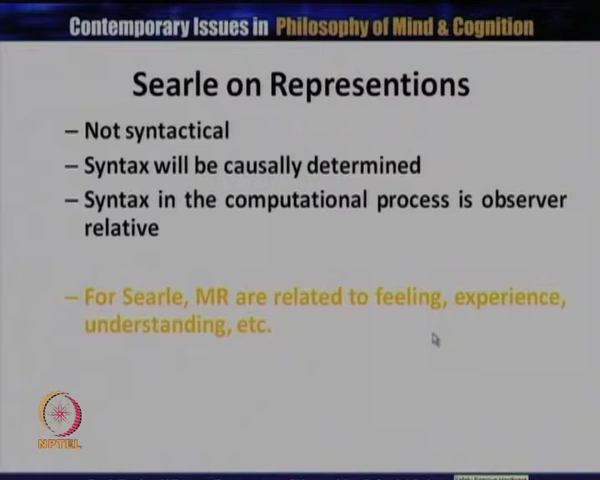 Contemporary Issues in Philosophy of Mind & Cognition
Searle on Representions
– Not syntactical
– Syntax will be causally determined
– Syntax in the computational process is observer
relative
– For Searle, MR are related to feeling, experience,
understanding, etc.
NPTEL